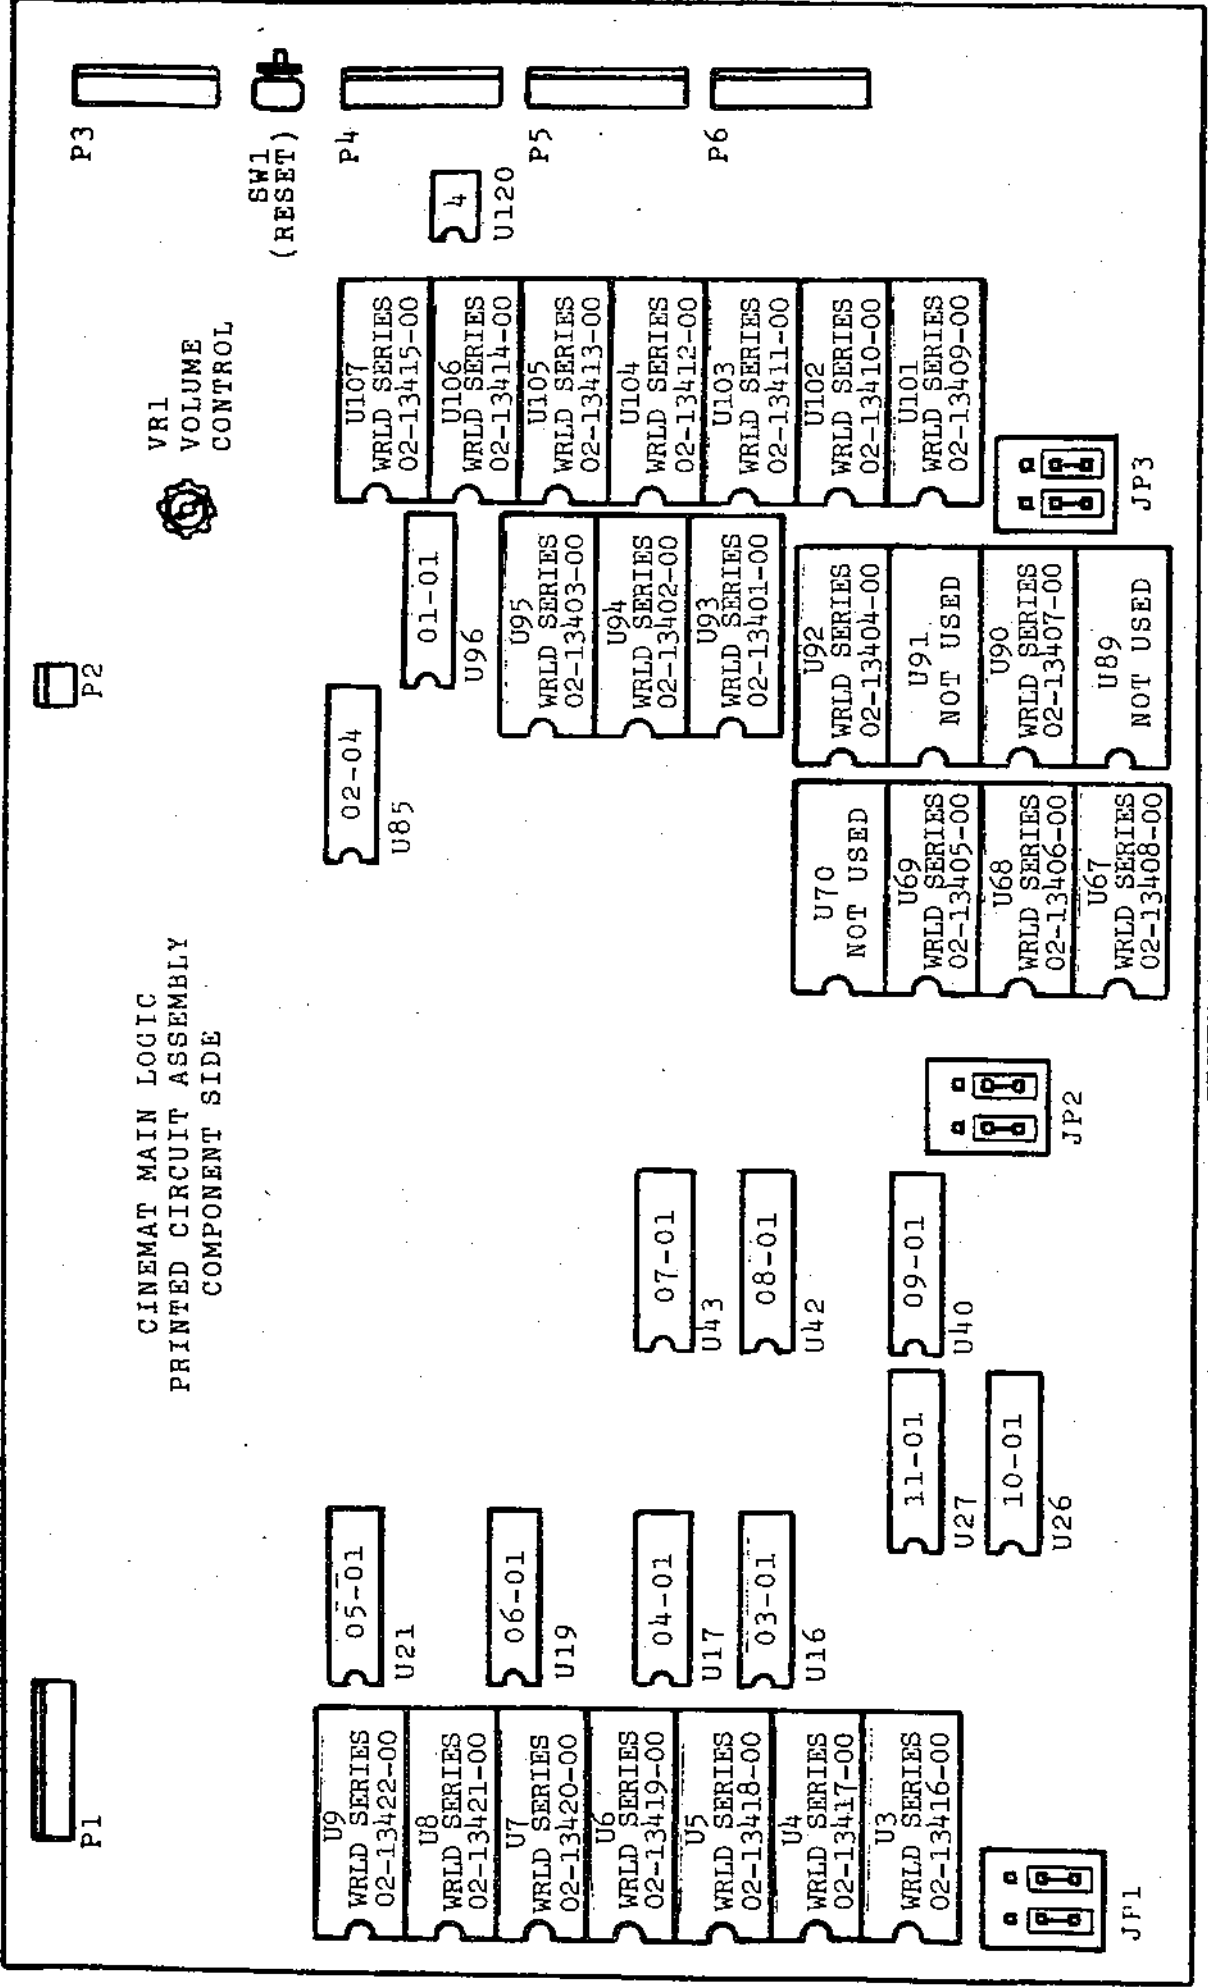 CINEMAT MAIN LOGIC
PRINTED CIRCUIT ASSEMBLY
COMPONENT SIDE
P1
P2
VR1
VOLUME
CONTROL
P3
SW1
(RESET)
P4
P5
P6
U9
WRLD SERIES
02-13422-00
U8
WRLD SERIES
02-13421-00
U7
WRLD SERIES
02-13420-00
U6
WRLD SERIES
02-13419-00
U5
WRLD SERIES
02-13418-00
U4
WRLD SERIES
02-13417-00
U3
WRLD SERIES
02-13416-00
JP1
05-01
U21
06-01
U19
04-01
U17
03-01
U16
11-01
U27
10-01
U26
07-01
U43
08-01
U42
09-01
U40
JP2
02-04
U85
01-01
U96
U70
NOT USED
U69
WRLD SERIES
02-13405-00
U68
WRLD SERIES
02-13406-00
U67
WRLD SERIES
02-13408-00
U95
WRLD SERIES
02-13403-00
U94
WRLD SERIES
02-13402-00
U93
WRLD SERIES
02-13401-00
U92
WRLD SERIES
02-13404-00
U91
NOT USED
U90
WRLD SERIES
02-13407-00
U89
NOT USED
U107
WRLD SERIES
02-13415-00
U106
WRLD SERIES
02-13414-00
U105
WRLD SERIES
02-13413-00
U104
WRLD SERIES
02-13412-00
U103
WRLD SERIES
02-13411-00
U102
WRLD SERIES
02-13410-00
U101
WRLD SERIES
02-13409-00
JP3
4
U120